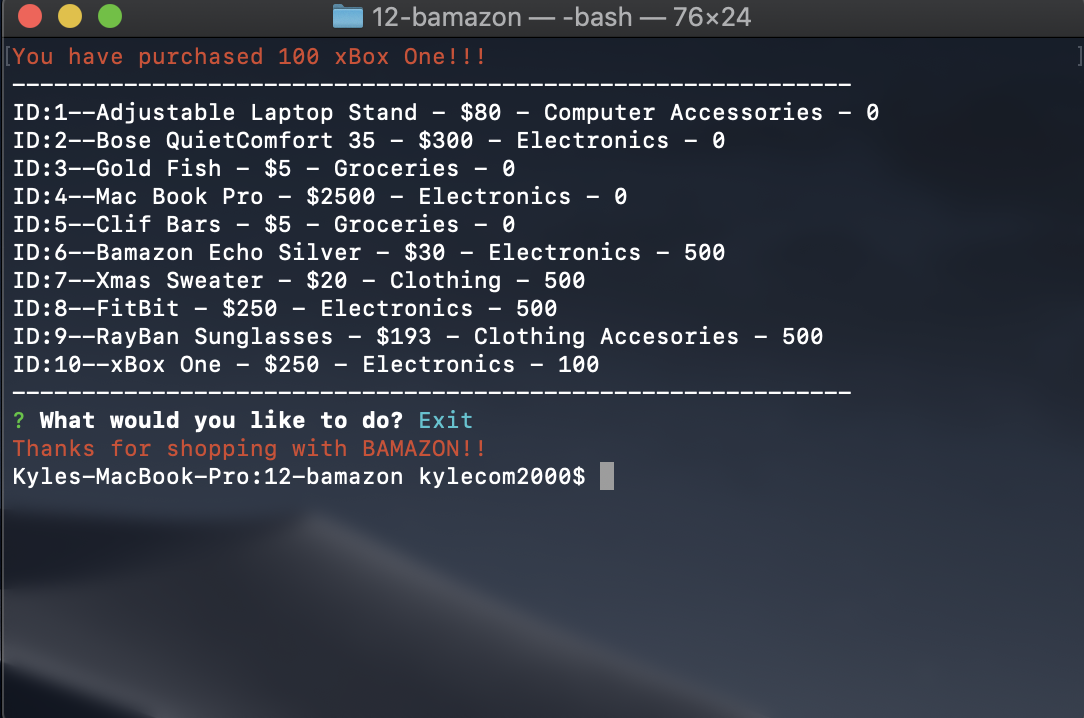 12-bamazon — -bash — 76×24
You have purchased 100 xBox One!!!
------------------------------------------------------------
ID:1--Adjustable Laptop Stand - $80 - Computer Accessories - 0
ID:2--Bose QuietComfort 35 - $300 - Electronics - 0
ID:3--Gold Fish - $5 - Groceries - 0
ID:4--Mac Book Pro - $2500 - Electronics - 0
ID:5--Clif Bars - $5 - Groceries - 0
ID:6--Bamazon Echo Silver - $30 - Electronics - 500
ID:7--Xmas Sweater - $20 - Clothing - 500
ID:8--FitBit - $250 - Electronics - 500
ID:9--RayBan Sunglasses - $193 - Clothing Accesories - 500
ID:10--xBox One - $250 - Electronics - 100
------------------------------------------------------------
? What would you like to do? Exit
Thanks for shopping with BAMAZON!!
Kyles-MacBook-Pro:12-bamazon kylecom2000$